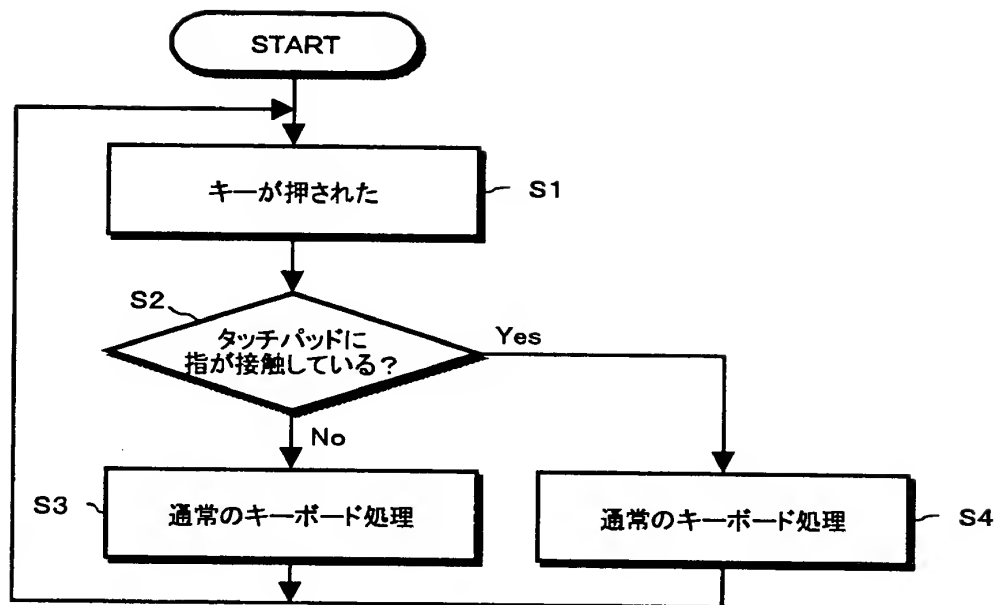 START
キーが押された
S1
S2
タッチパッドに
指が接触している？
Yes
No
S3
通常のキーボード処理
通常のキーボード処理
S4